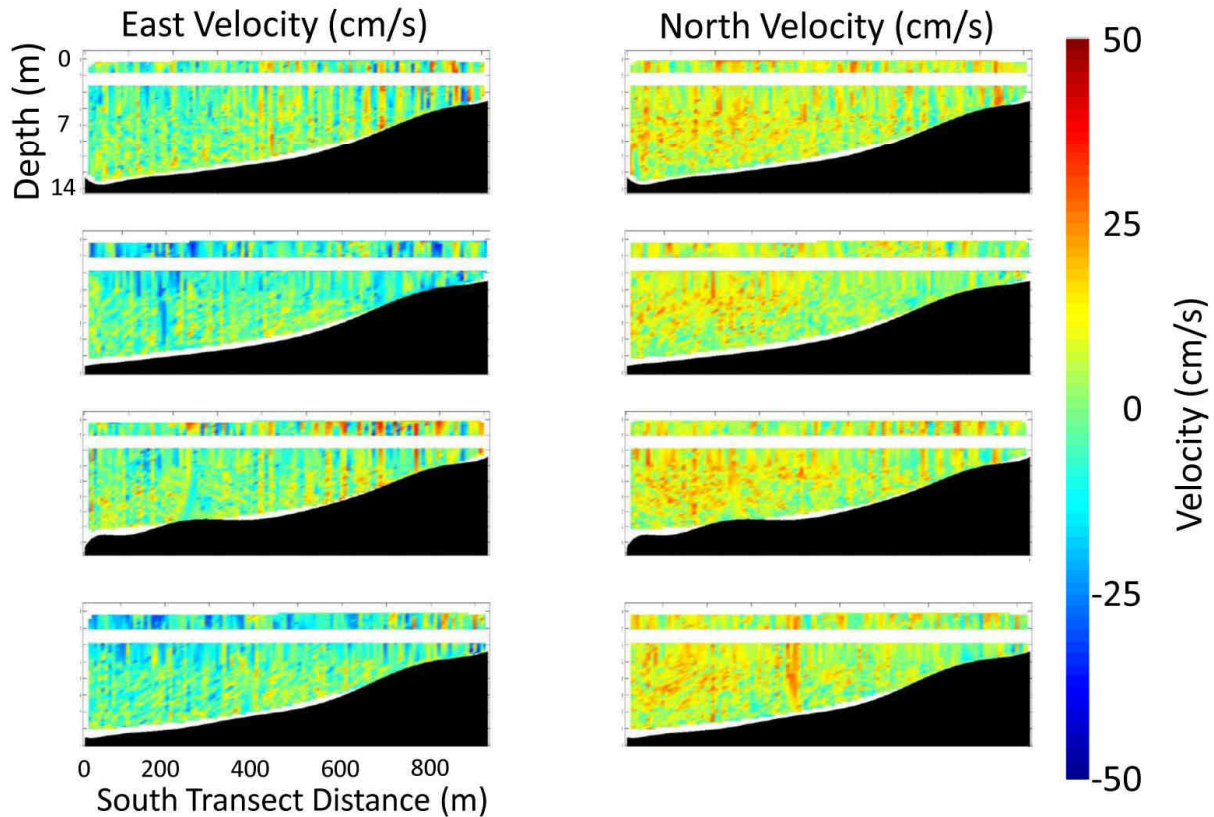 East Velocity (cm/s)
North Velocity (cm/s)
Depth (m)
0
7
14
0
200
400
600
800
South Transect Distance (m)
50
25
0
-25
-50
Velocity (cm/s)